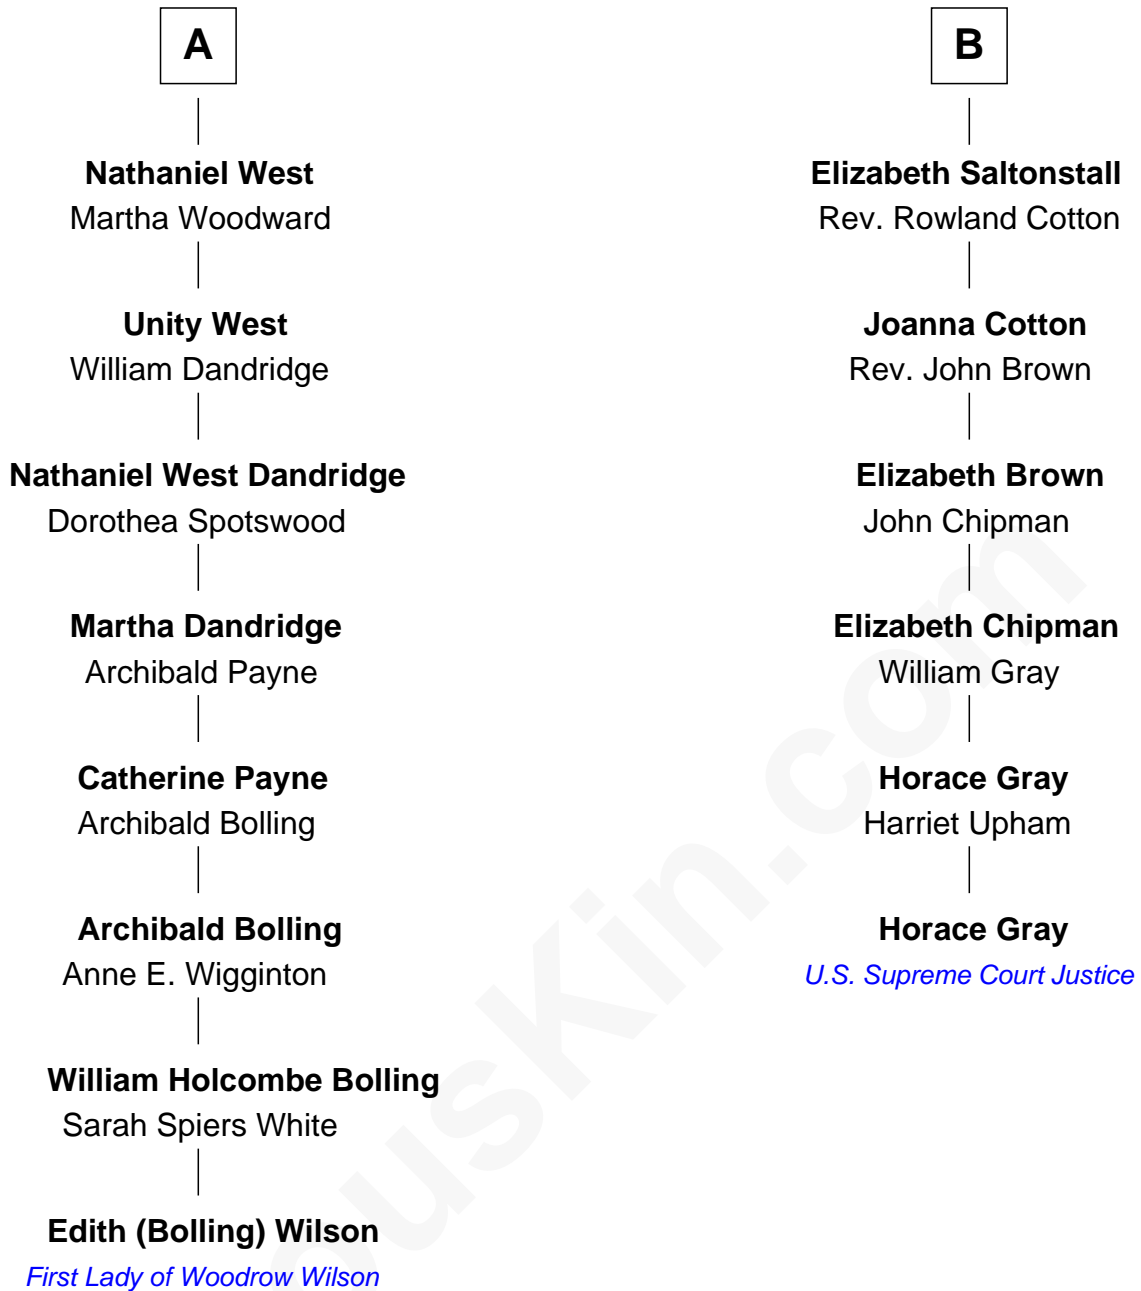 A
Nathaniel West
Martha Woodward
Unity West
William Dandridge
Nathaniel West Dandridge
Dorothea Spotswood
Martha Dandridge
Archibald Payne
Catherine Payne
Archibald Bolling
Archibald Bolling
Anne E. Wigginton
William Holcombe Bolling
Sarah Spiers White
Edith (Bolling) Wilson
First Lady of Woodrow Wilson
B
Elizabeth Saltonstall
Rev. Rowland Cotton
Joanna Cotton
Rev. John Brown
Elizabeth Brown
John Chipman
Elizabeth Chipman
William Gray
Horace Gray
Harriet Upham
Horace Gray
U.S. Supreme Court Justice
ousKin.com